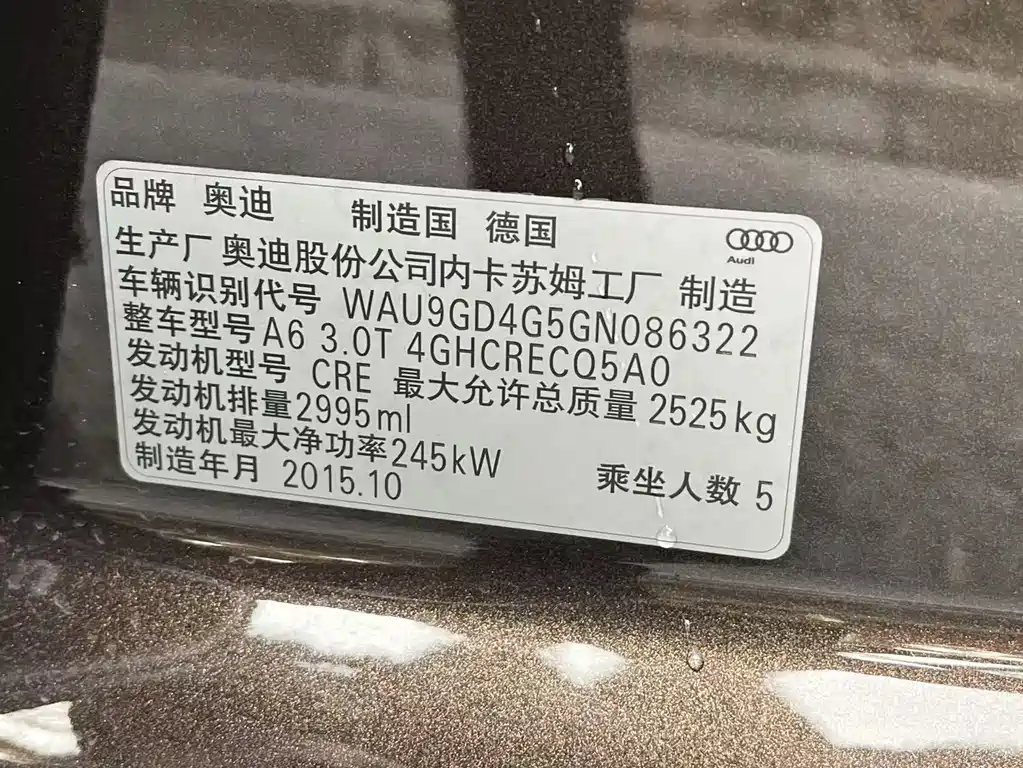 品牌 奥迪 制造国 德国
Audi
生产厂 奥迪股份公司内卡苏姆工厂 制造
车辆识别代号 WAU9GD4G5GN086322
整车型号 A6 3.0T 4GHCRECQ5A0
发动机型号 CRE 最大允许总质量 2525kg
发动机排量2995ml
发动机最大净功率245kW 乘坐人数 5
制造年月 2015.10